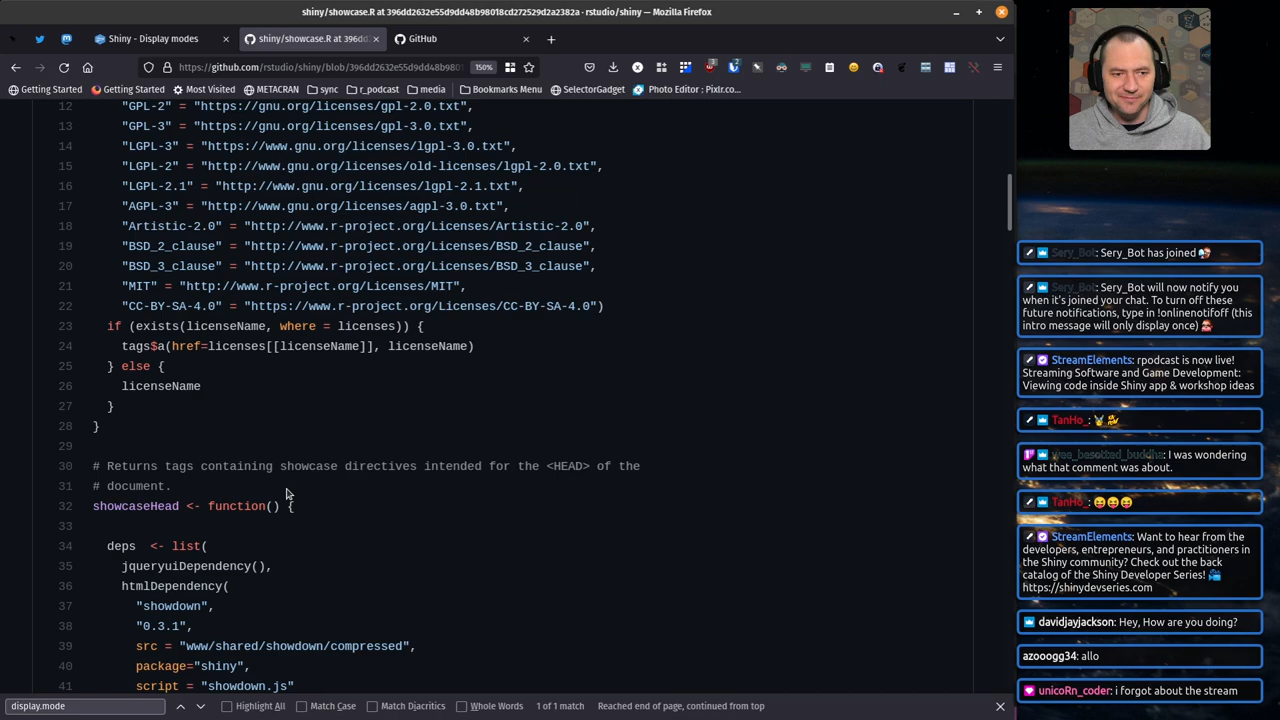 shiny/showcase.R at 396dd2632e55d9dd48b98018cd272529d2a2382a · rstudio/shiny — Mozilla Firefox
Shiny - Display modes
shiny/showcase.R at 396dd
GitHub
https://github.com/rstudio/shiny/blob/396dd2632e55d9dd48b9801
150%
Getting Started
Getting Started
Most Visited
METACRAN
sync
r_podcast
pbpbla
Bookmarks Menu
SelectorGadget
Photo Editor : Pixlr.co...
12 "GPL-2" = "https://gnu.org/licenses/gpl-2.0.txt",
13 "GPL-3" = "https://gnu.org/licenses/gpl-3.0.txt",
14 "LGPL-3" = "https://www.gnu.org/licenses/lgpl-3.0.txt",
15 "LGPL-2" = "http://www.gnu.org/licenses/old-licenses/lgpl-2.0.txt",
16 "LGPL-2.1" = "http://www.gnu.org/licenses/lgpl-2.1.txt",
17 "AGPL-3" = "http://www.gnu.org/licenses/agpl-3.0.txt",
18 "Artistic-2.0" = "http://www.r-project.org/Licenses/Artistic-2.0",
19 "BSD_2_clause" = "http://www.r-project.org/Licenses/BSD_2_clause",
20 "BSD_3_clause" = "http://www.r-project.org/Licenses/BSD_3_clause",
21 "MIT" = "http://www.r-project.org/Licenses/MIT",
22 "CC-BY-SA-4.0" = "https://www.r-project.org/Licenses/CC-BY-SA-4.0")
23 if (exists(licenseName, where = licenses)) {
24 tags$a(href=licenses[[licenseName]], licenseName)
25 } else {
26 licenseName
27 }
28 }
29
30 # Returns tags containing showcase directives intended for the <HEAD> of the
31 # document.
32 showcaseHead <- function() {
33
34 deps <- list(
35 jqueryuiDependency(),
36 htmlDependency(
37 "showdown",
38 "0.3.1",
39 src = "www/shared/showdown/compressed",
40 package="shiny",
41 script = "showdown.js"
display.mode
Highlight All
Whole Words
1 of 1 match
Reached end of page, continued from top
Sery_Bot: Sery_Bot has joined
Sery_Bot: Sery_Bot will now notify you
when it's joined your chat. To turn off these
future notifications, type in !onlinenotifoff (this
intro message will only display once)
StreamElements: rpodcast is now live!
Streaming Software and Game Development:
Viewing code inside Shiny app & workshop ideas
TanHo_:
wee_besotted_buddha: I was wondering
what that comment was about.
TanHo_:
StreamElements: Want to hear from the
developers, entrepreneurs, and practitioners in
the Shiny community? Check out the back
catalog of the Shiny Developer Series!
https://shinydevseries.com
davidjayjackson: Hey, How are you doing?
azooogg34: allo
unicoRn_coder: i forgot about the stream